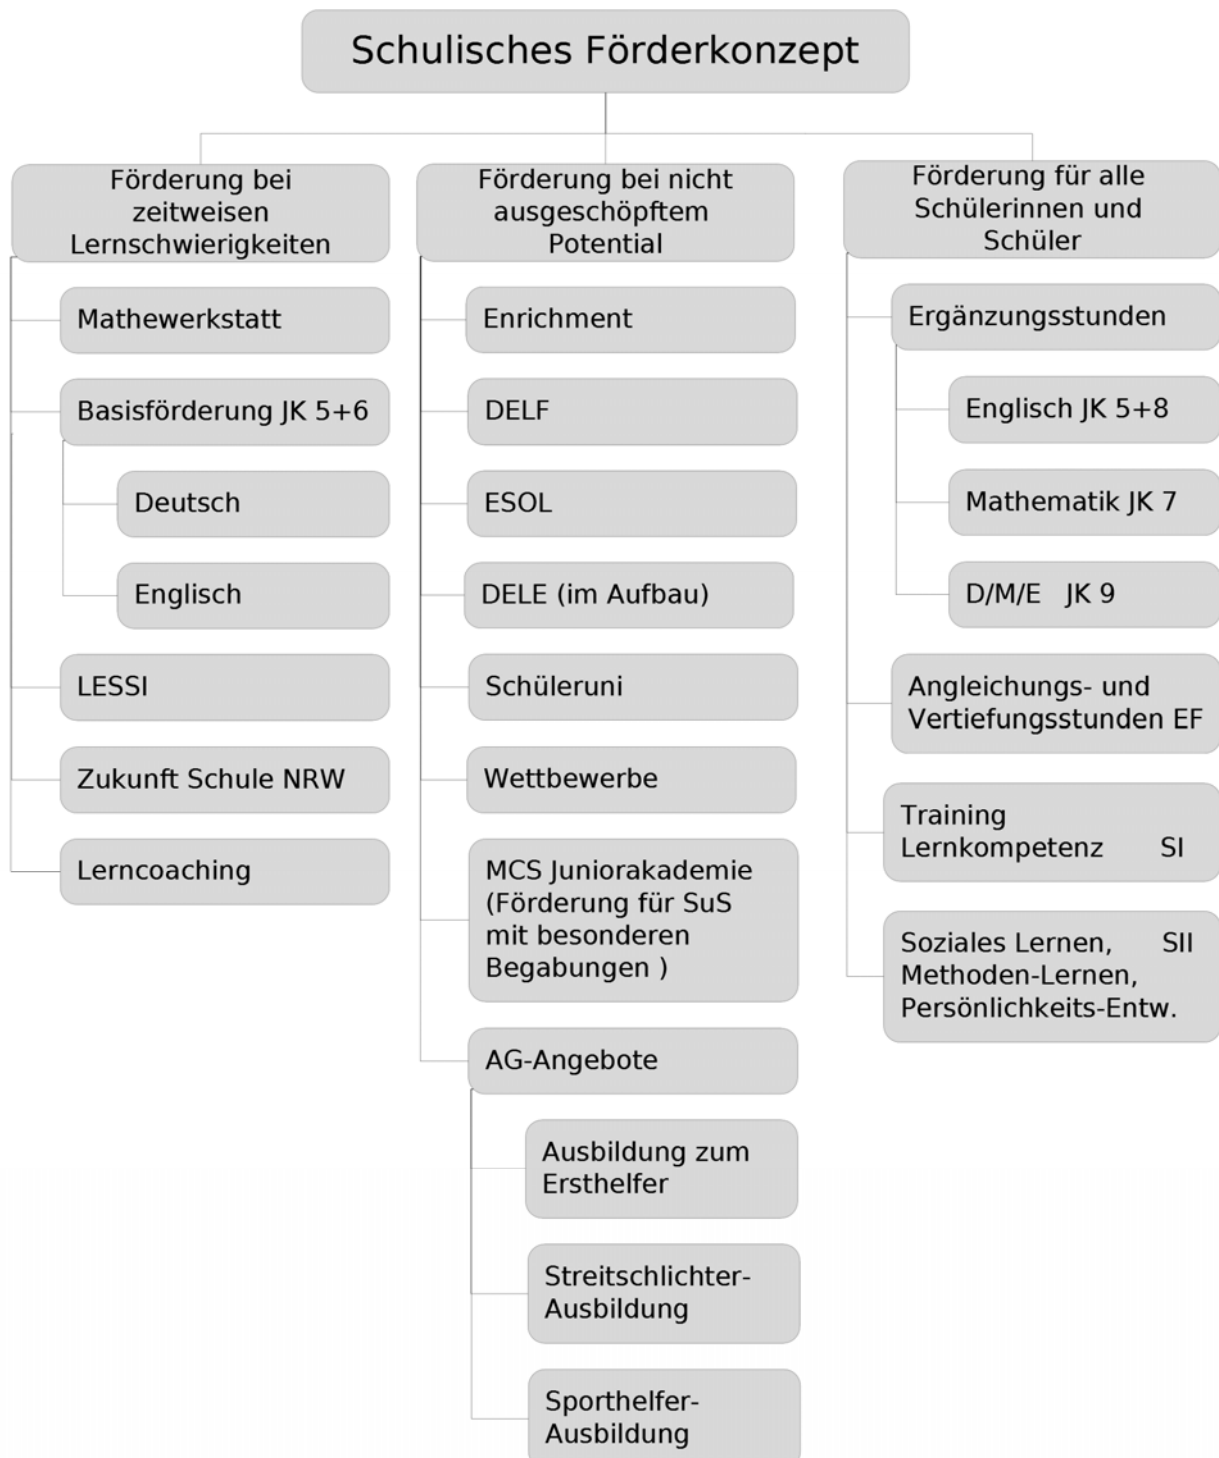 Schulisches Förderkonzept
Förderung bei
zeitweisen
Lernschwierigkeiten
Mathewerkstatt
Basisförderung JK 5+6
Deutsch
Englisch
LESSI
Zukunft Schule NRW
Lerncoaching
Förderung bei nicht
ausgeschöpftem
Potential
Enrichment
DELF
ESOL
DELE (im Aufbau)
Schüleruni
Wettbewerbe
MCS Juniorakademie
(Förderung für SuS
mit besonderen
Begabungen )
AG-Angebote
Ausbildung zum
Ersthelfer
Streitschlichter-
Ausbildung
Sporthelfer-
Ausbildung
Förderung für alle
Schülerinnen und
Schüler
Ergänzungsstunden
Englisch JK 5+8
Mathematik JK 7
D/M/E JK 9
Angleichungs- und
Vertiefungsstunden EF
Training
Lernkompetenz SI
Soziales Lernen, SII
Methoden-Lernen,
Persönlichkeits-Entw.